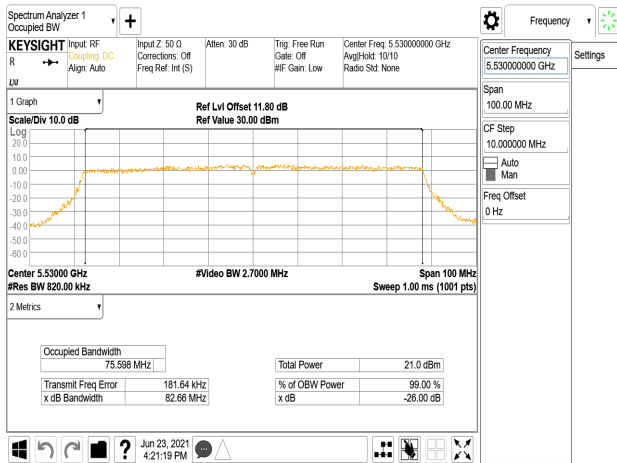 Spectrum Analyzer 1
Occupied BW
Frequency
KEYSIGHT
R
LXI
Input: RF
Coupling: DC
Align: Auto
Input Z: 50 Ω
Corrections: Off
Freq Ref: Int (S)
Atten: 30 dB
Trig: Free Run
Gate: Off
#IF Gain: Low
Center Freq: 5.530000000 GHz
Avg|Hold: 10/10
Radio Std: None
Center Frequency
5.530000000 GHz
Settings
Span
100.00 MHz
CF Step
10.000000 MHz
Auto
Man
Freq Offset
0 Hz
1 Graph
Scale/Div 10.0 dB
Ref Lvl Offset 11.80 dB
Ref Value 30.00 dBm
Log
20.0
10.0
0.00
-10.0
-20.0
-30.0
-40.0
-50.0
-60.0
Center 5.53000 GHz
#Res BW 820.00 kHz
#Video BW 2.7000 MHz
Span 100 MHz
Sweep 1.00 ms (1001 pts)
2 Metrics
Occupied Bandwidth
75.598 MHz
Transmit Freq Error 181.64 kHz
x dB Bandwidth 82.66 MHz
Total Power 21.0 dBm
% of OBW Power 99.00 %
x dB -26.00 dB
?
Jun 23, 2021
4:21:19 PM